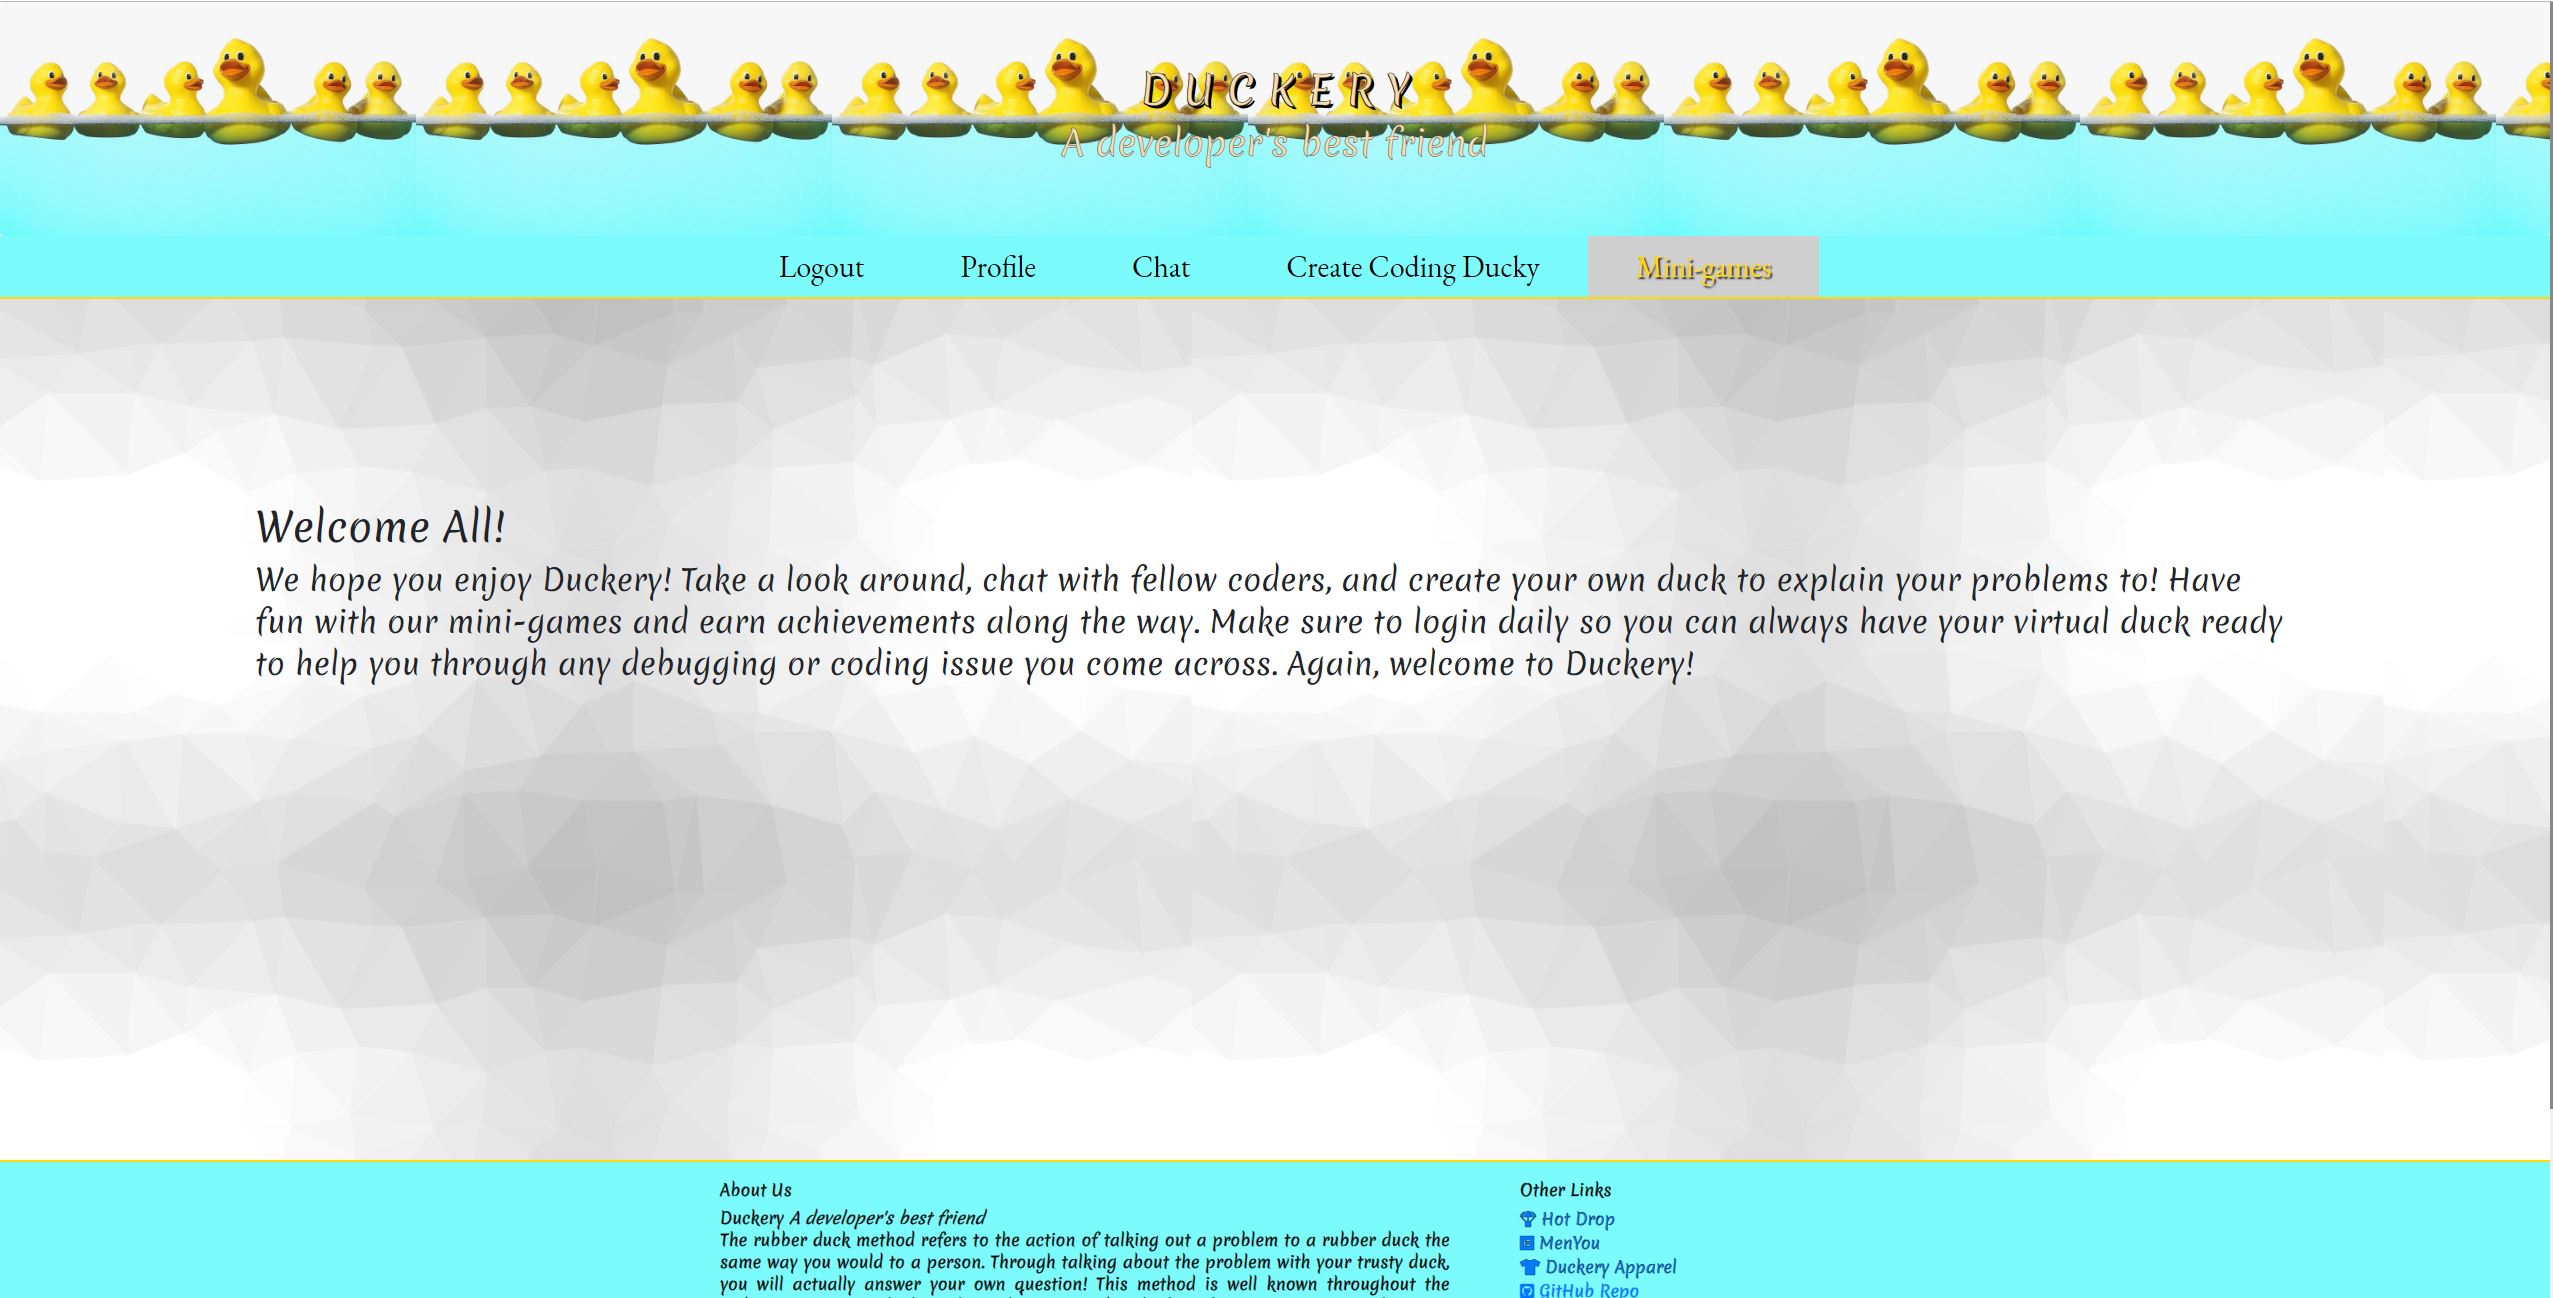 DUCKERY
A developer's best friend
Logout Profile Chat Create Coding Ducky Mini-games
Welcome All!
We hope you enjoy Duckery! Take a look around, chat with fellow coders, and create your own duck to explain your problems to! Have
fun with our mini-games and earn achievements along the way. Make sure to login daily so you can always have your virtual duck ready
to help you through any debugging or coding issue you come across. Again, welcome to Duckery!
About Us
Duckery A developer's best friend
The rubber duck method refers to the action of talking out a problem to a rubber duck the
same way you would to a person. Through talking about the problem with your trusty duck,
you will actually answer your own question! This method is well known throughout the
Other Links
Hot Drop
MenYou
Duckery Apparel
GitHub Repo